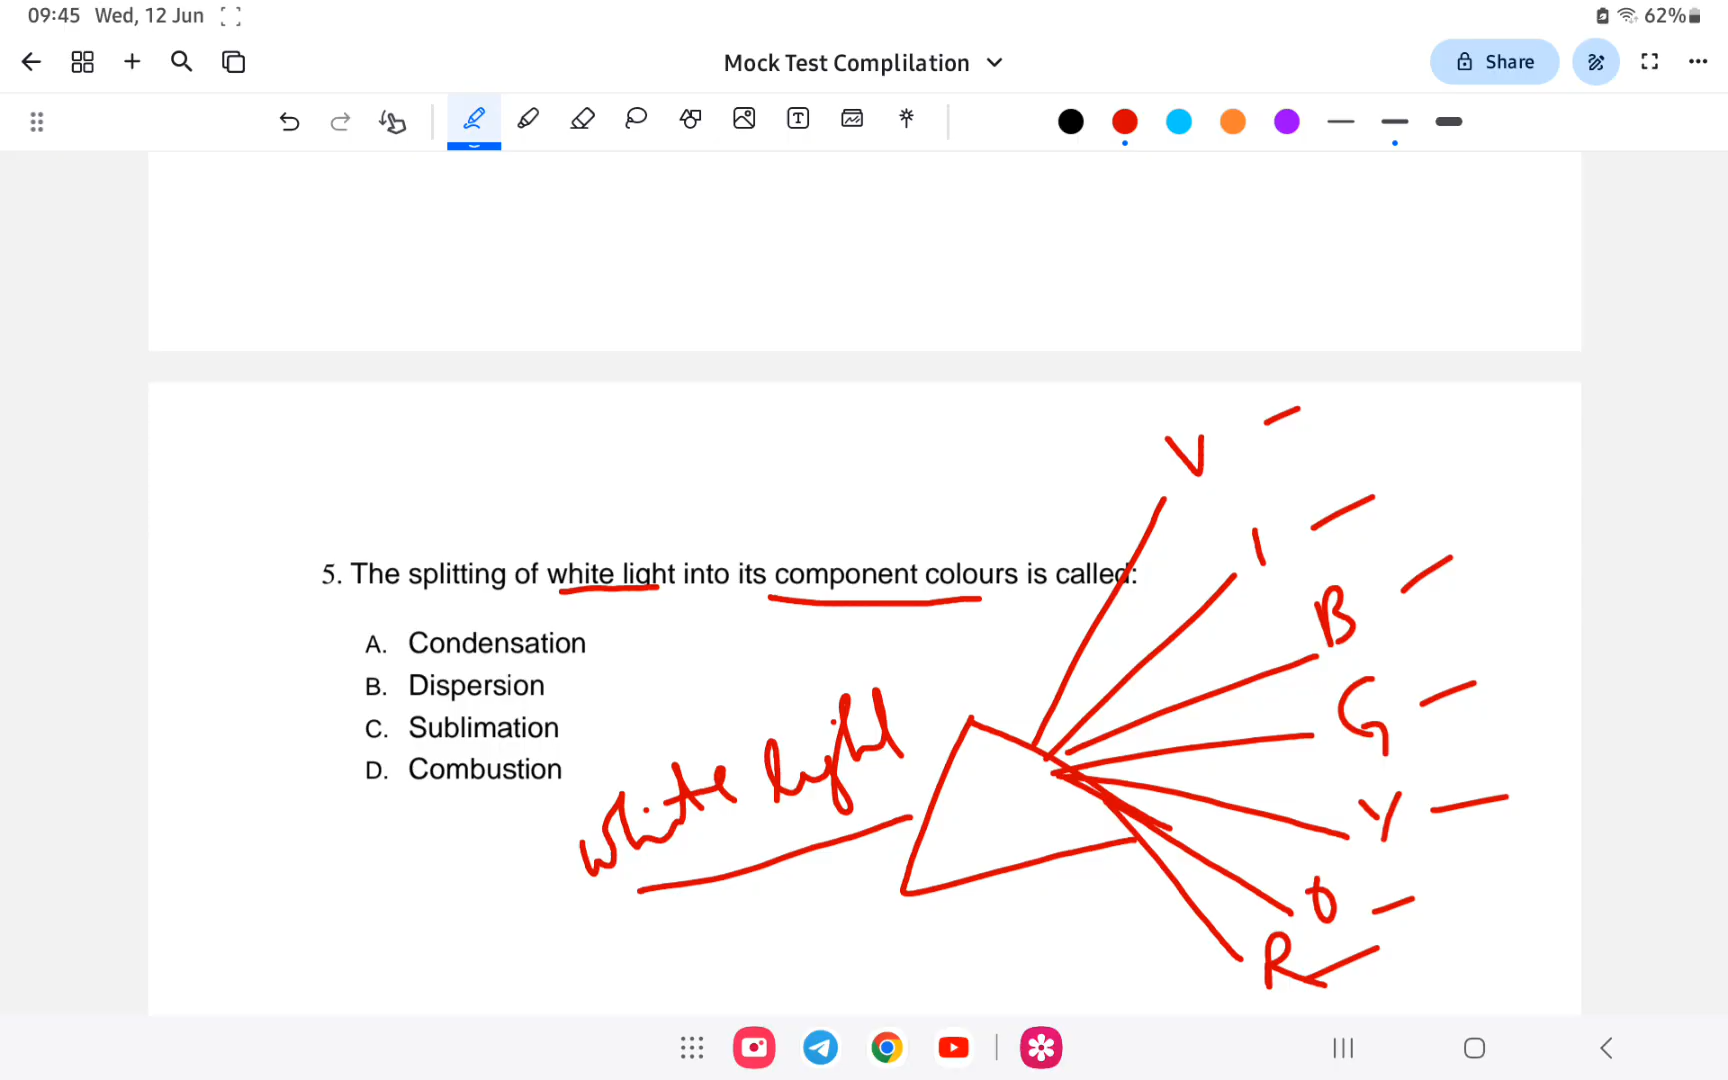 09:45 Wed, 12 Jun
62%
Mock Test Complilation
Share
V
I
5. The splitting of white light into its component colours is called:
B
A. Condensation
B. Dispersion
G
C. Sublimation
D. Combustion
White light
Y
O
R